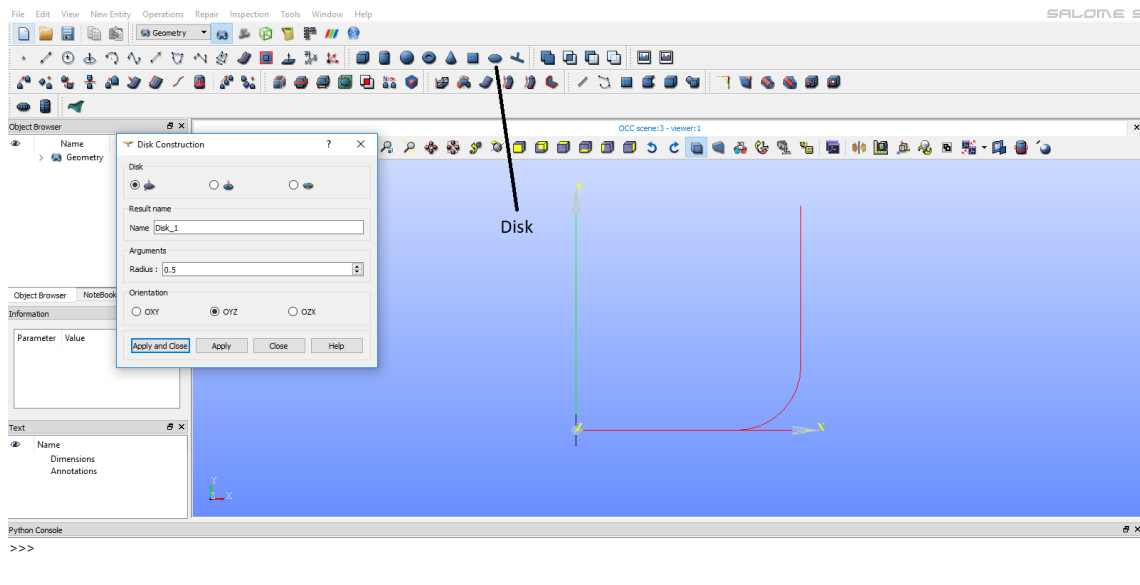 File Edit View New Entity Operations Repair Inspection Tools Window Help
SALOME 
Geometry
Object Browser
OCC scene:3 - viewer:1
Name
Geometry
Disk Construction ? ×
Disk
Result name
Name Disk_1
Arguments
Radius : 0.5
Orientation
OXY OYZ OZX
Apply and Close Apply Close Help
Object Browser NoteBook
Information
Parameter Value
Text
Name
Dimensions
Annotations
Disk
Y
Z
X
Y
Z X
Python Console
>>>